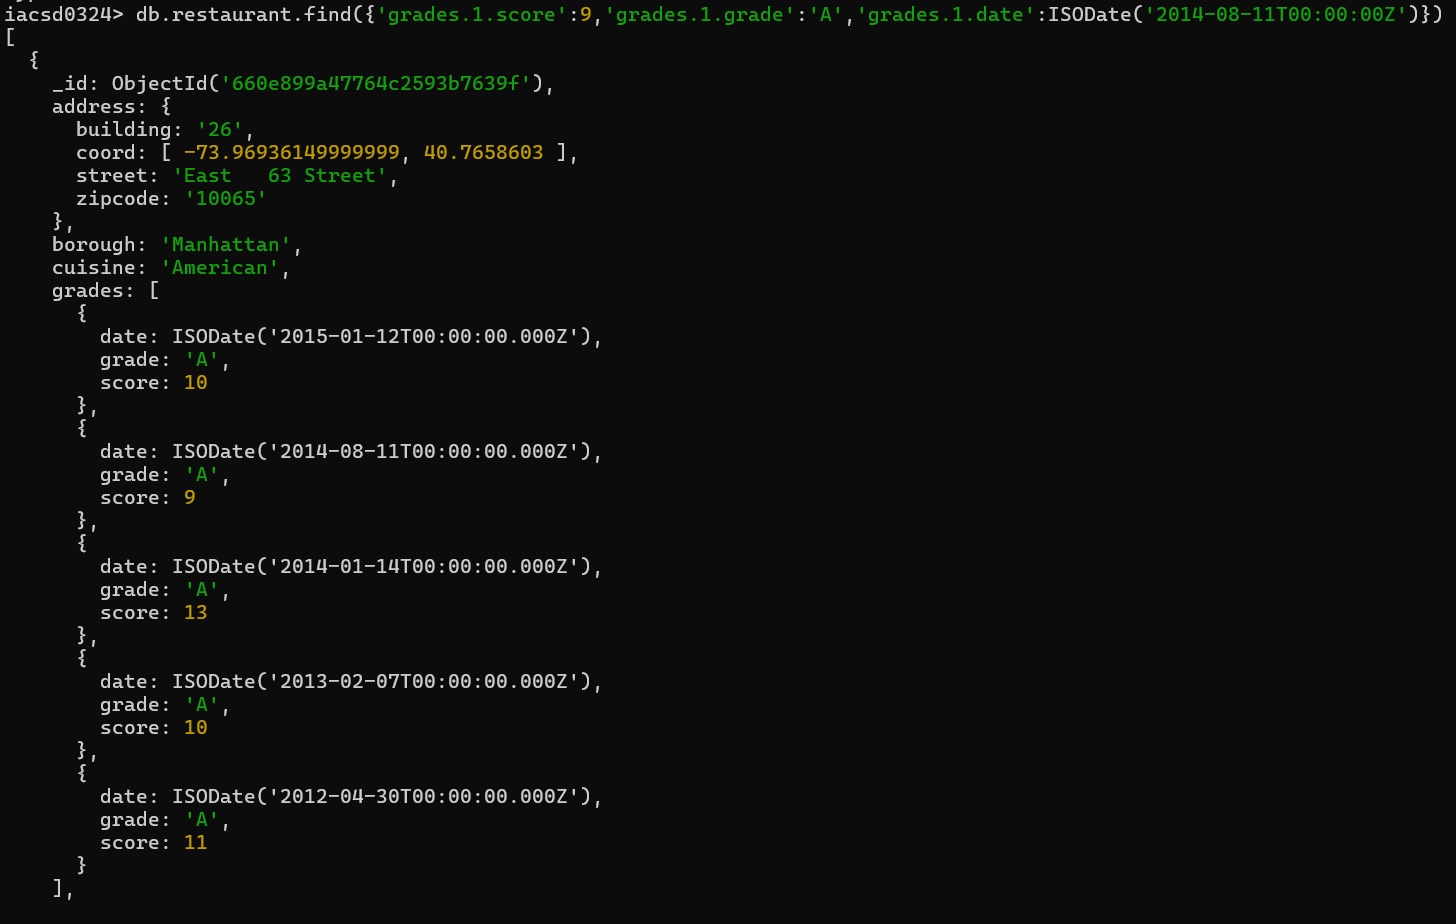 iacsd0324> db.restaurant.find({'grades.1.score':9,'grades.1.grade':'A','grades.1.date':ISODate('2014-08-11T00:00:00Z')})
[
  {
    _id: ObjectId('660e899a47764c2593b7639f'),
    address: {
      building: '26',
      coord: [ -73.96936149999999, 40.7658603 ],
      street: 'East   63 Street',
      zipcode: '10065'
    },
    borough: 'Manhattan',
    cuisine: 'American',
    grades: [
      {
        date: ISODate('2015-01-12T00:00:00.000Z'),
        grade: 'A',
        score: 10
      },
      {
        date: ISODate('2014-08-11T00:00:00.000Z'),
        grade: 'A',
        score: 9
      },
      {
        date: ISODate('2014-01-14T00:00:00.000Z'),
        grade: 'A',
        score: 13
      },
      {
        date: ISODate('2013-02-07T00:00:00.000Z'),
        grade: 'A',
        score: 10
      },
      {
        date: ISODate('2012-04-30T00:00:00.000Z'),
        grade: 'A',
        score: 11
      }
    ],